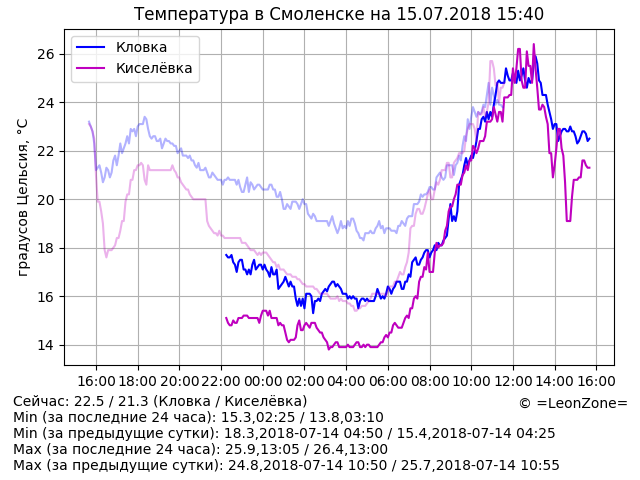 Температура в Смоленске на 15.07.2018 15:40
Кловка
Киселёвка
градусов Цельсия, °С
26
24
22
20
18
16
14
16:00 18:00 20:00 22:00 00:00 02:00 04:00 06:00 08:00 10:00 12:00 14:00 16:00
Сейчас: 22.5 / 21.3 (Кловка / Киселёвка)
© =LeonZone=
Min (за последние 24 часа): 15.3,02:25 / 13.8,03:10
Min (за предыдущие сутки): 18.3,2018-07-14 04:50 / 15.4,2018-07-14 04:25
Max (за последние 24 часа): 25.9,13:05 / 26.4,13:00
Max (за предыдущие сутки): 24.8,2018-07-14 10:50 / 25.7,2018-07-14 10:55